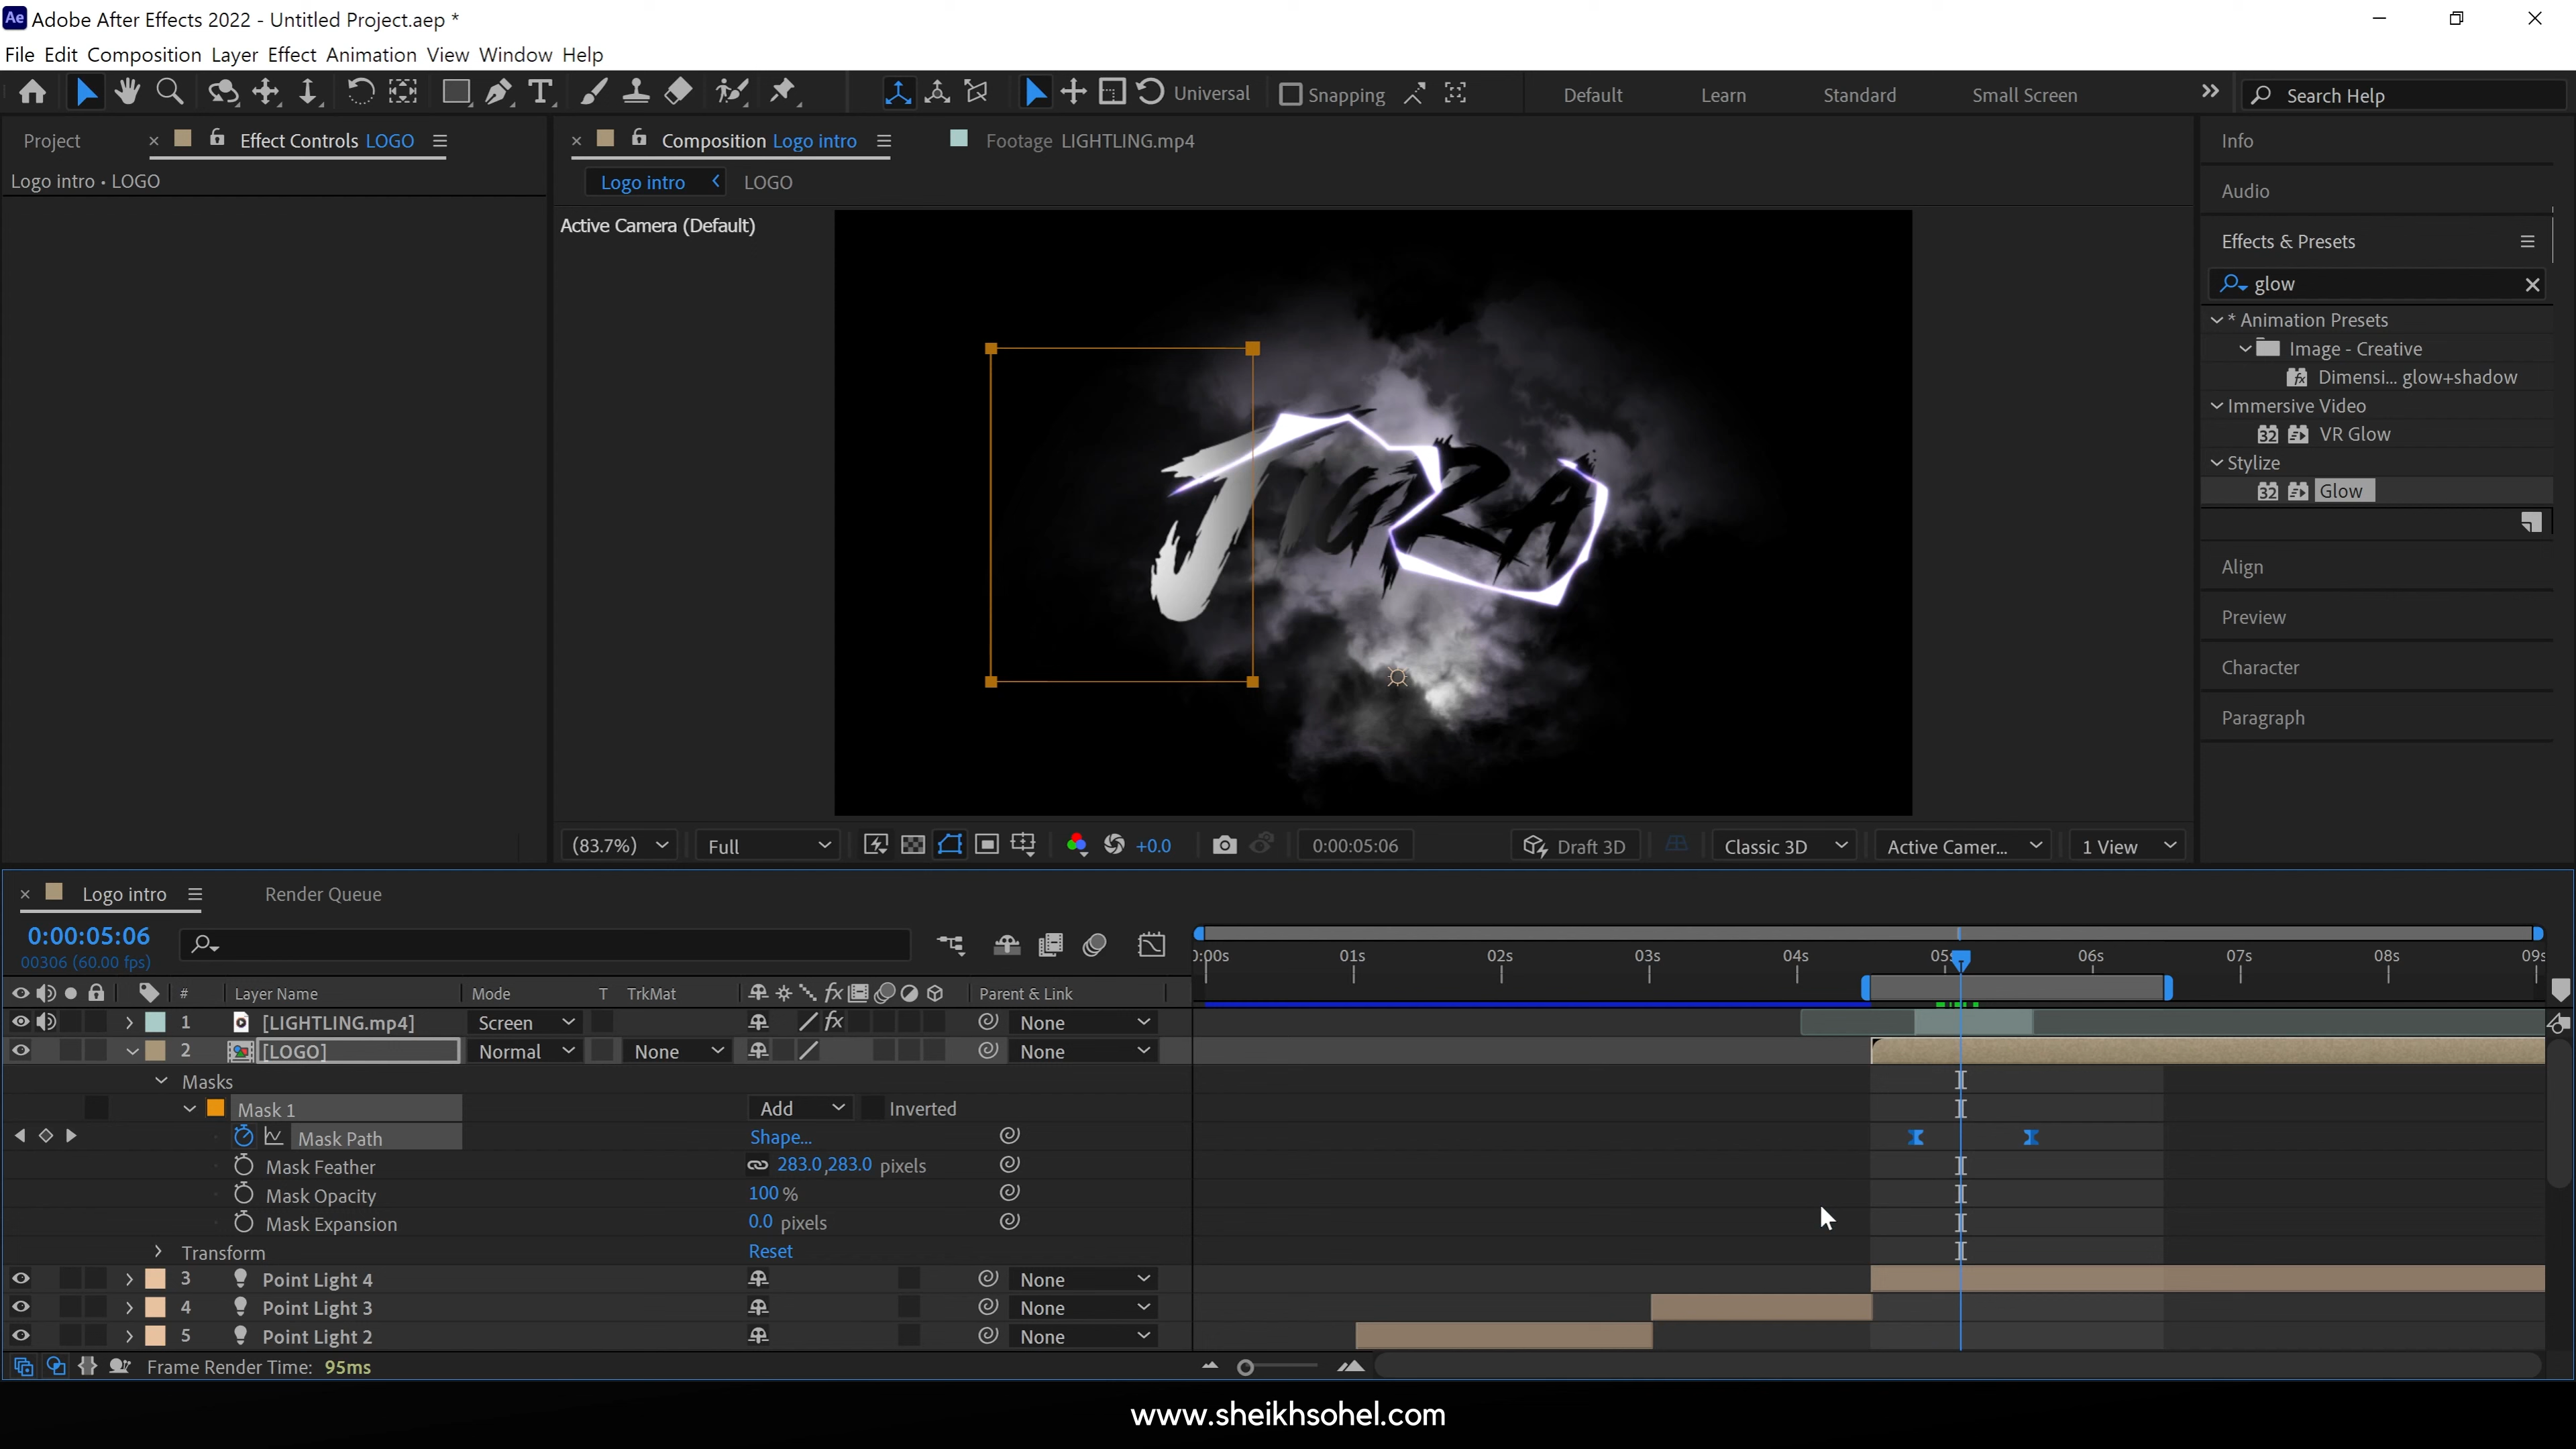 Ae Adobe After Effects 2022 - Untitled Project.aep *
File Edit Composition Layer Effect Animation View Window Help
Universal Snapping Default Learn Standard Small Screen Search Help
Project Effect Controls LOGO
Logo intro • LOGO
Composition Logo intro Footage LIGHTLING.mp4
Logo intro LOGO
Active Camera (Default)
Info
Audio
Effects & Presets
glow
* Animation Presets
Image - Creative
Dimensi... glow+shadow
Immersive Video
32 VR Glow
Stylize
32 Glow
Align
Preview
Character
Paragraph
(83.7%) Full +0.0 0:00:05:06 Draft 3D Classic 3D Active Camer... 1 View
Logo intro Render Queue
0:00:05:06
00306 (60.00 fps)
01s 02s 03s 04s 05s 06s 07s 08s
# Layer Name Mode T TrkMat Parent & Link
1 [LIGHTLING.mp4] Screen None
2 [LOGO] Normal None None
Masks
Mask 1 Add Inverted
Mask Path Shape...
Mask Feather 283.0,283.0 pixels
Mask Opacity 100 %
Mask Expansion 0.0 pixels
Transform Reset
3 Point Light 4 None
4 Point Light 3 None
5 Point Light 2 None
Frame Render Time: 95ms
www.sheikhsohel.com